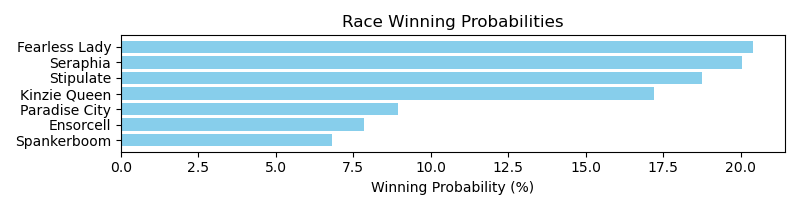 Race Winning Probabilities
Fearless Lady
Seraphia
Stipulate
Kinzie Queen
Paradise City
Ensorcell
Spankerboom
0.0 2.5 5.0 7.5 10.0 12.5 15.0 17.5 20.0
Winning Probability (%)